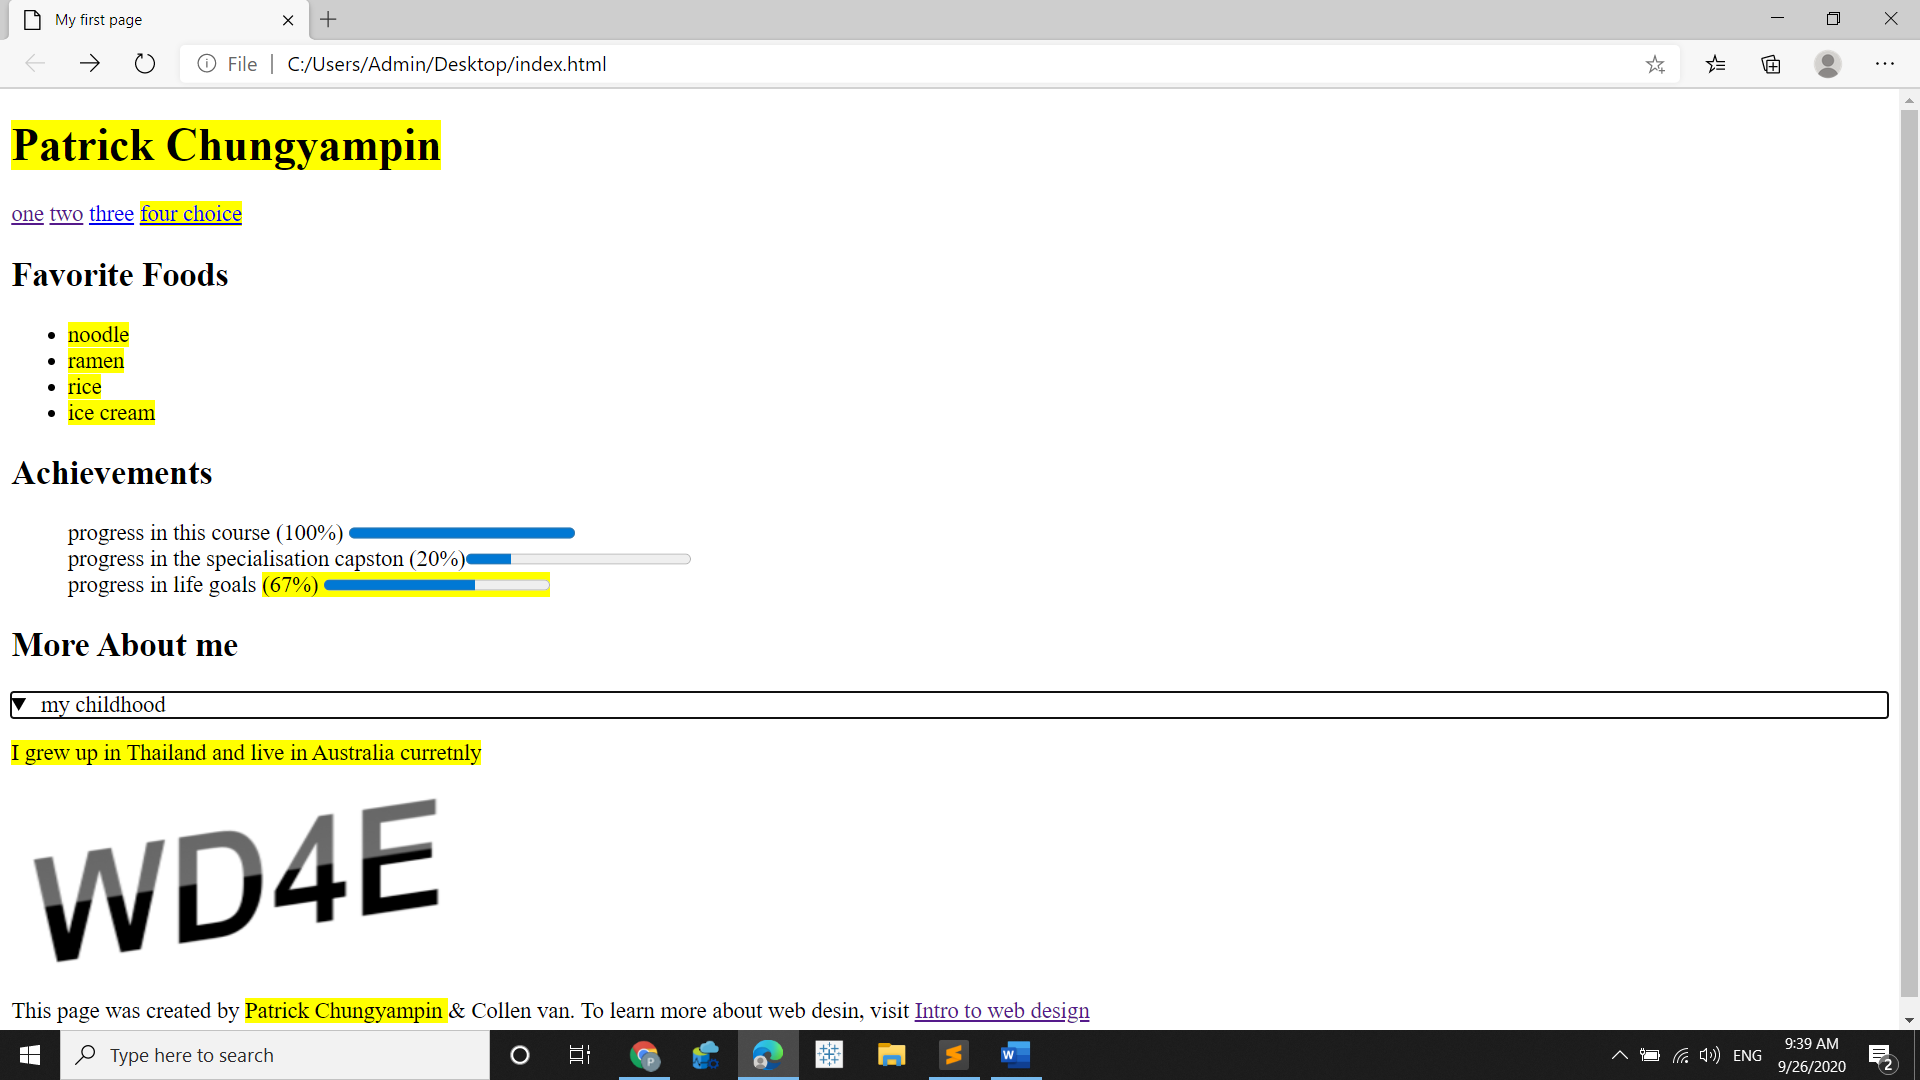 My first page
File | C:/Users/Admin/Desktop/index.html
Patrick Chungyampin
one two three four choice
Favorite Foods
noodle
ramen
rice
ice cream
Achievements
progress in this course (100%)
progress in the specialisation capston (20%)
progress in life goals (67%)
More About me
my childhood
I grew up in Thailand and live in Australia curretnly
WD4E
This page was created by Patrick Chungyampin & Collen van. To learn more about web desin, visit Intro to web design
Type here to search
P
W
ENG
9:39 AM
9/26/2020
2